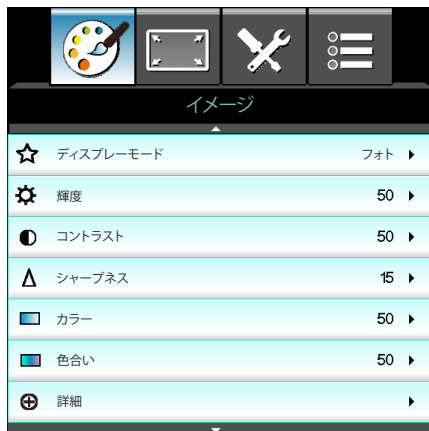 イメージ
ディスプレーモード フォト
輝度 50
コントラスト 50
シャープネス 15
カラー 50
色合い 50
詳細